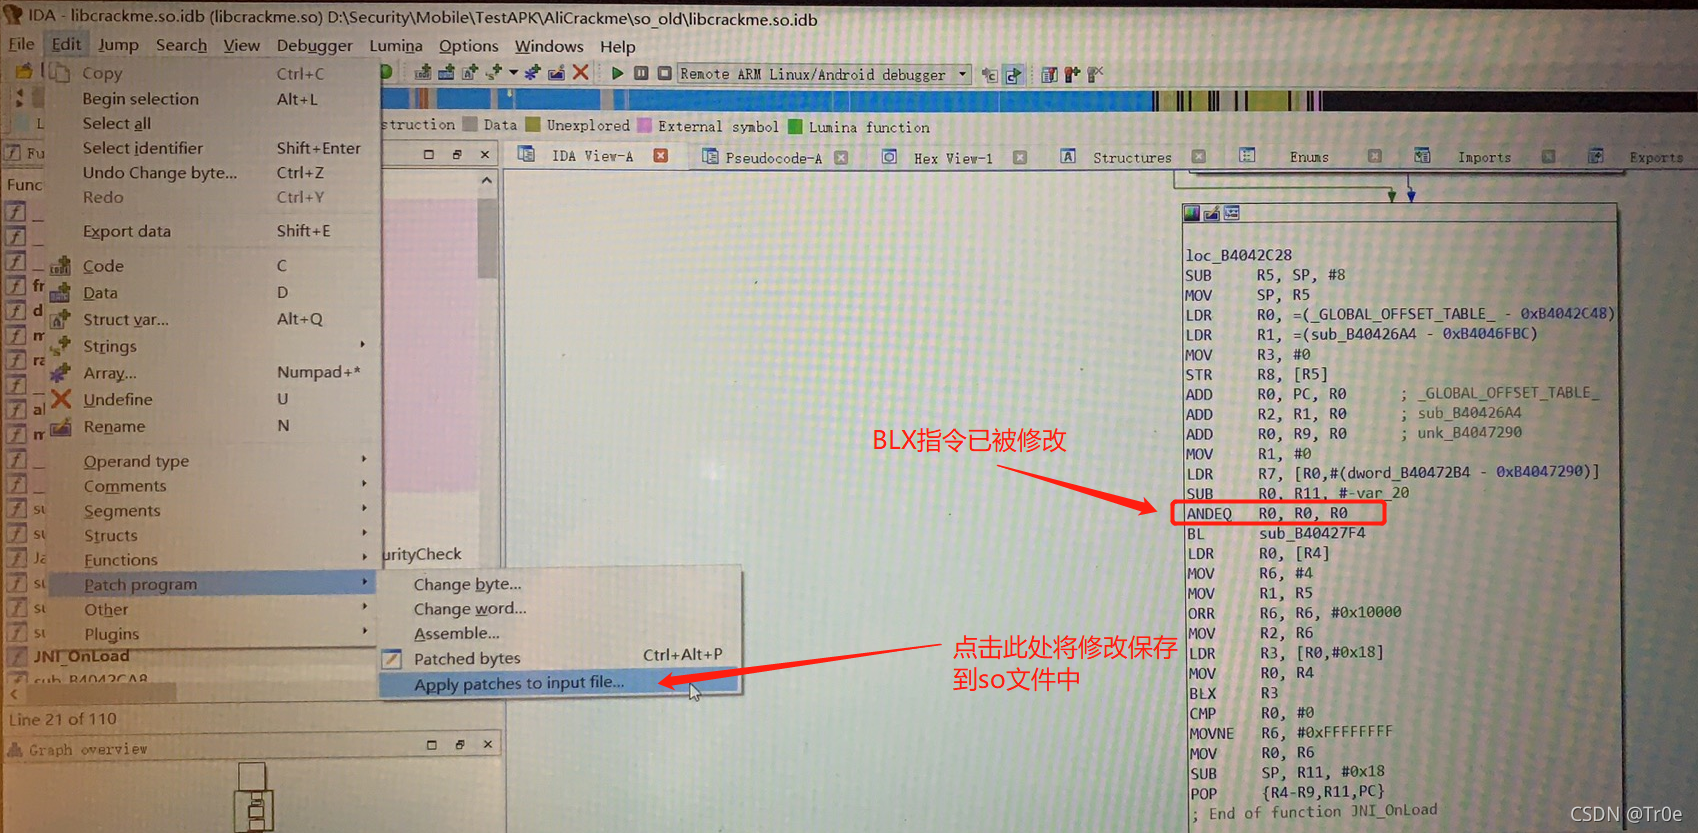 IDA - libcrackme.so.idb (libcrackme.so) D:\Security\Mobile\TestAPK\AliCrackme\so_old\libcrackme.so.idb
File Edit Jump Search View Debugger Lumina Options Windows Help
Remote ARM Linux/Android debugger
struction Data Unexplored External symbol Lumina function
Fu
IDA View-A Pseudocode-A Hex View-1 Structures Enums Imports Exports
Func
Copy Ctrl+C
Begin selection Alt+L
Select all
Select identifier Shift+Enter
Undo Change byte... Ctrl+Z
Redo Ctrl+Y
Export data Shift+E
Code C
Data D
Struct var... Alt+Q
Strings
Array... Numpad+*
Undefine U
Rename N
Operand type
Comments
Segments
Structs
Functions
Patch program
Other
Plugins
fr
d
m
ra
al
m
su
su
Ja
su
su
su
urityCheck
JNI_OnLoad
sub_B4042CA8
Change byte...
Change word...
Assemble...
Patched bytes Ctrl+Alt+P
Apply patches to input file...
Line 21 of 110
Graph overview
loc_B4042C28
SUB R5, SP, #8
MOV SP, R5
LDR R0, =(_GLOBAL_OFFSET_TABLE_ - 0xB4042C48)
LDR R1, =(sub_B40426A4 - 0xB4046FBC)
MOV R3, #0
STR R8, [R5]
ADD R0, PC, R0 ; _GLOBAL_OFFSET_TABLE_
ADD R2, R1, R0 ; sub_B40426A4
ADD R0, R9, R0 ; unk_B4047290
MOV R1, #0
LDR R7, [R0,#(dword_B40472B4 - 0xB4047290)]
SUB R0, R11, #-var_20
ANDEQ R0, R0, R0
BL sub_B40427F4
LDR R0, [R4]
MOV R6, #4
MOV R1, R5
ORR R6, R6, #0x10000
MOV R2, R6
LDR R3, [R0,#0x18]
MOV R0, R4
BLX R3
CMP R0, #0
MOVNE R6, #0xFFFFFFFF
MOV R0, R6
SUB SP, R11, #0x18
POP {R4-R9,R11,PC}
; End of function JNI_OnLoad
BLX指令已被修改
点击此处将修改保存
到so文件中
CSDN @Tr0e